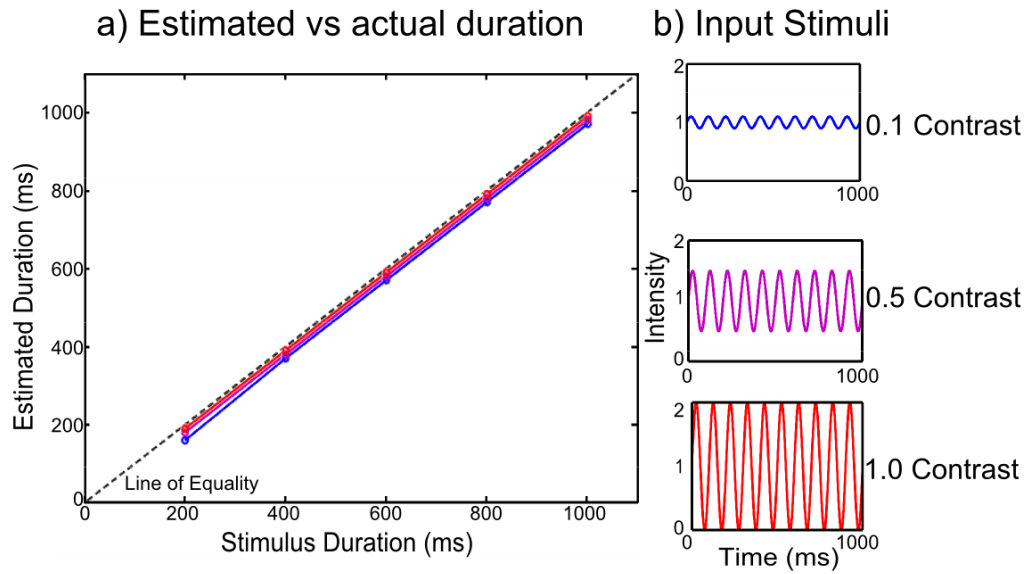 a) Estimated vs actual duration
Estimated Duration (ms)
1000
800
600
400
200
0
Line of Equality
0 200 400 600 800 1000
Stimulus Duration (ms)
b) Input Stimuli
2
1
0
0 1000
0.1 Contrast
Intensity
2
1
0
0 1000
0.5 Contrast
2
1
0
0 1000
1.0 Contrast
Time (ms)